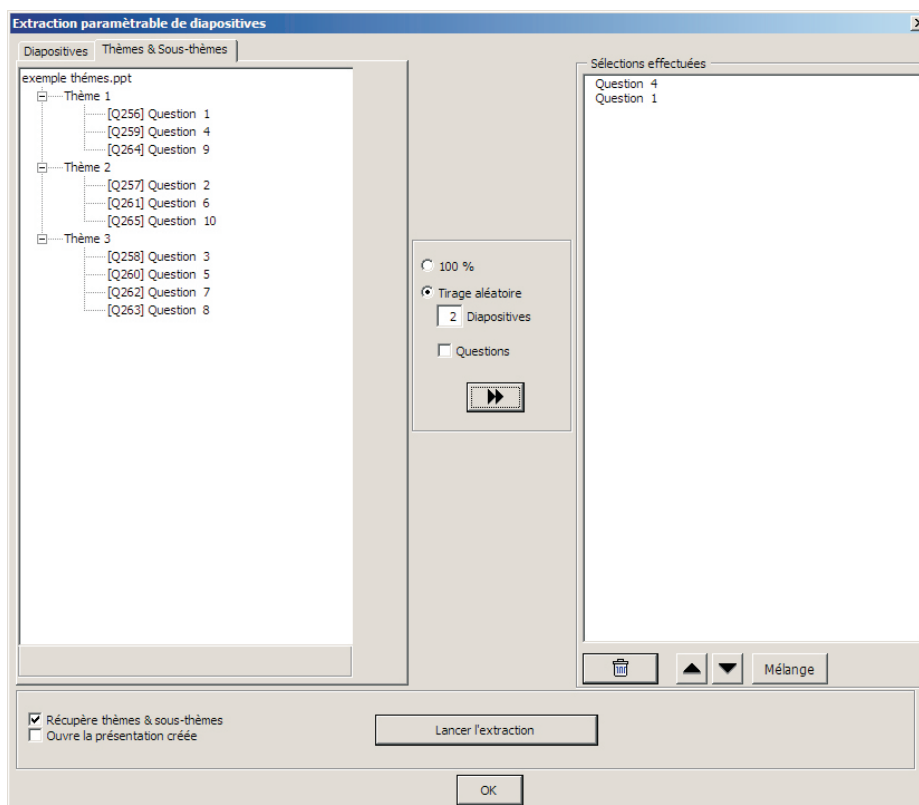 Extraction paramètrable de diapositives
Diapositives
Thèmes & Sous-thèmes
exemple thémes.ppt
Thème 1
[Q256] Question 1
[Q259] Question 4
[Q264] Question 9
Thème 2
[Q257] Question 2
[Q261] Question 6
[Q265] Question 10
Thème 3
[Q258] Question 3
[Q260] Question 5
[Q262] Question 7
[Q263] Question 8
100 %
Tirage aléatoire
2 Diapositives
Questions
Sélections effectuées
Question 4
Question 1
Mélange
Récupère thèmes & sous-thèmes
Ouvre la présentation créée
Lancer l'extraction
OK